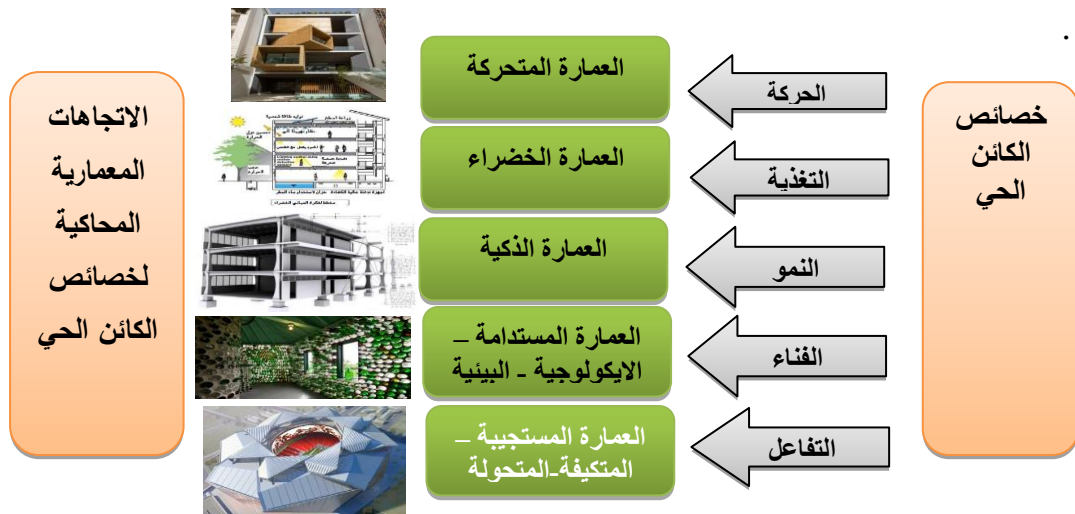 .
خصائص
الكائن
الحي
الحركة
العمارة المتحركة
التغذية
العمارة الخضراء
النمو
العمارة الذكية
الفناء
العمارة المستدامة –
الايكولوجية - البيئية
التفاعل
العمارة المستجيبة –
المتكيفة-المتحولة
الاتجاهات
المعمارية
المحاكية
لخصائص
الكائن الحي